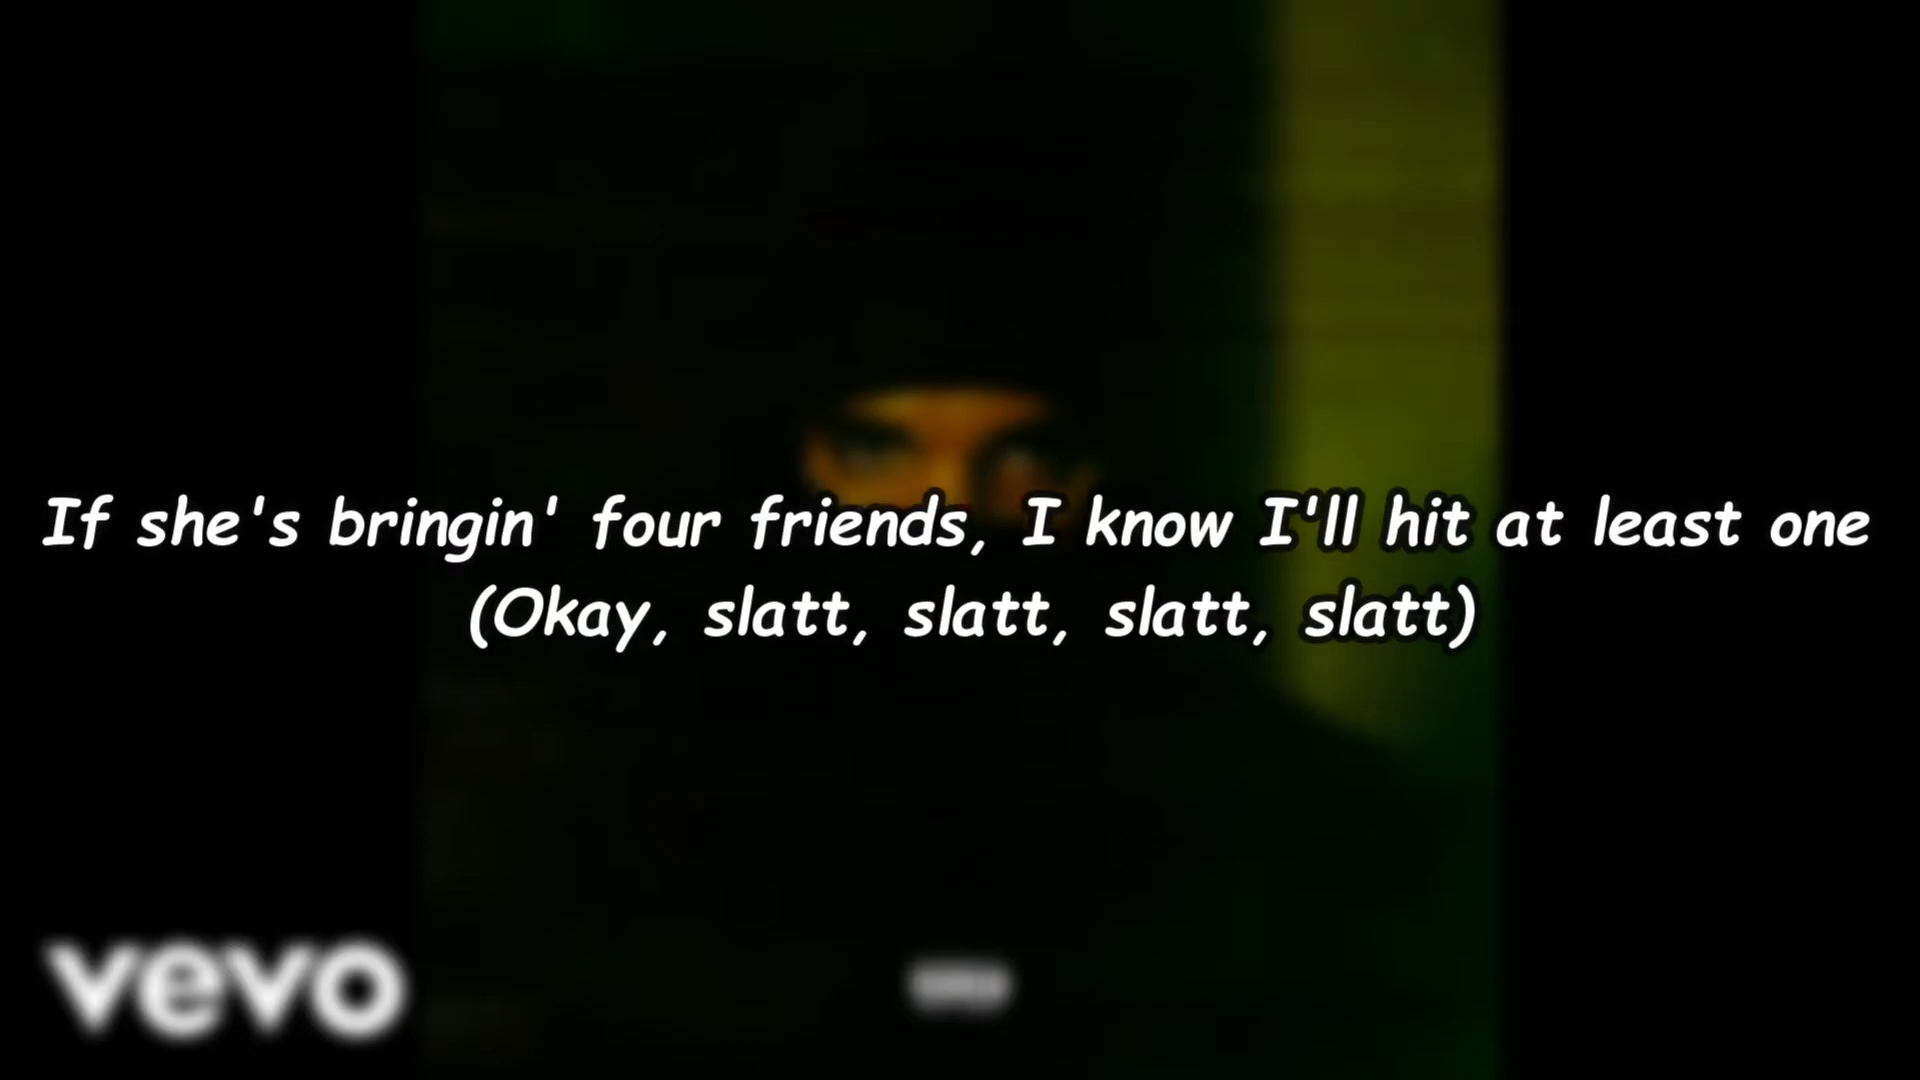 If she's bringin' four friends, I know I'll hit at least one
(Okay, slatt, slatt, slatt, slatt)
vevo